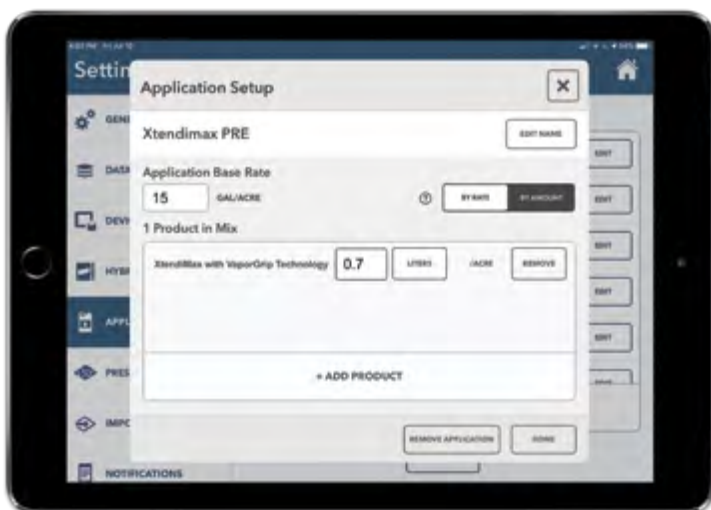 Settin
Application Setup
X
GENE
Xtendimax PRE
EDIT NAME
EDIT
DATA
Application Base Rate
15
GAL/ACRE
?
BY RATE
BY AMOUNT
EDIT
DEVI
1 Product in Mix
EDIT
XtendiMax with VaporGrip Technology
0.7
LITERS
/ACRE
REMOVE
HYBR
EDIT
APPL
EDIT
PRES
+ ADD PRODUCT
IMPO
REMOVE APPLICATION
DONE
NOTIFICATIONS